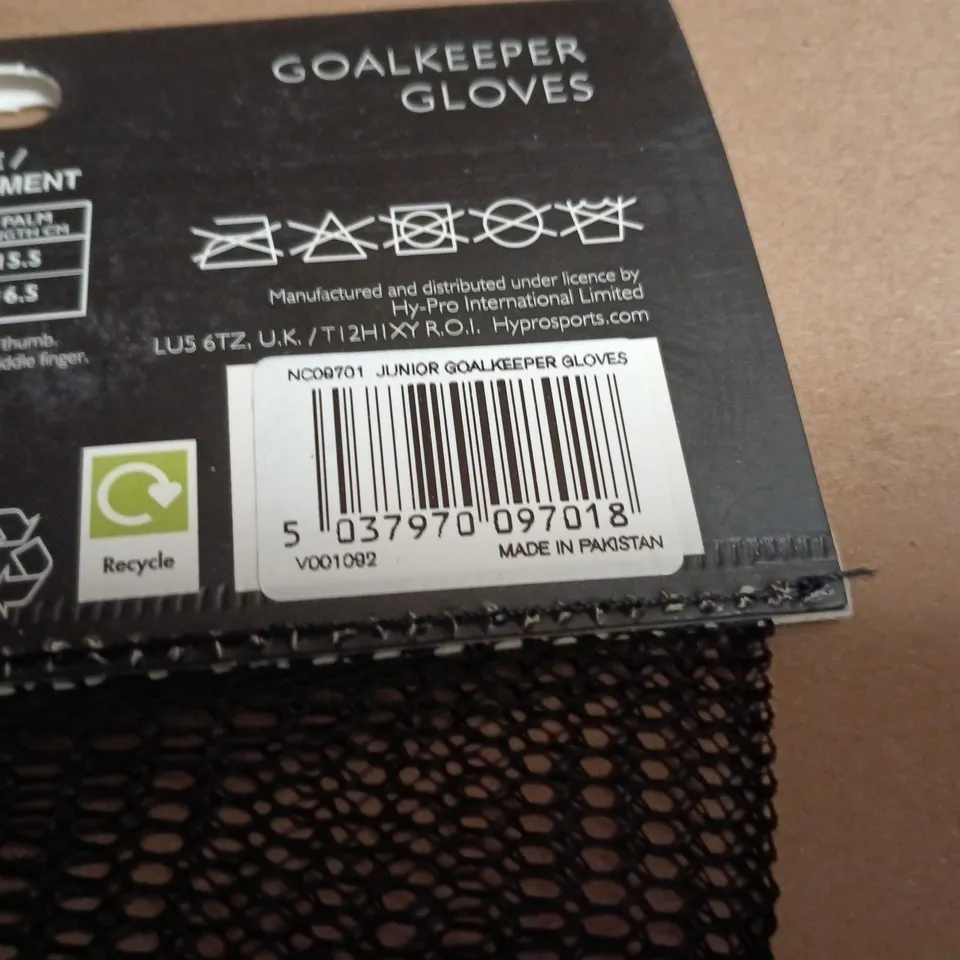 GOALKEEPER
GLOVES
MENT
PALM
CM
15.5
6.5
thumb.
finger.
Manufactured and distributed under licence by
Hy-Pro International Limited
LU5 6TZ, U.K. / T12H1XY R.O.I. Hyprosports.com
NC09701 JUNIOR GOALKEEPER GLOVES
5 037970 097018
V001092 MADE IN PAKISTAN
Recycle